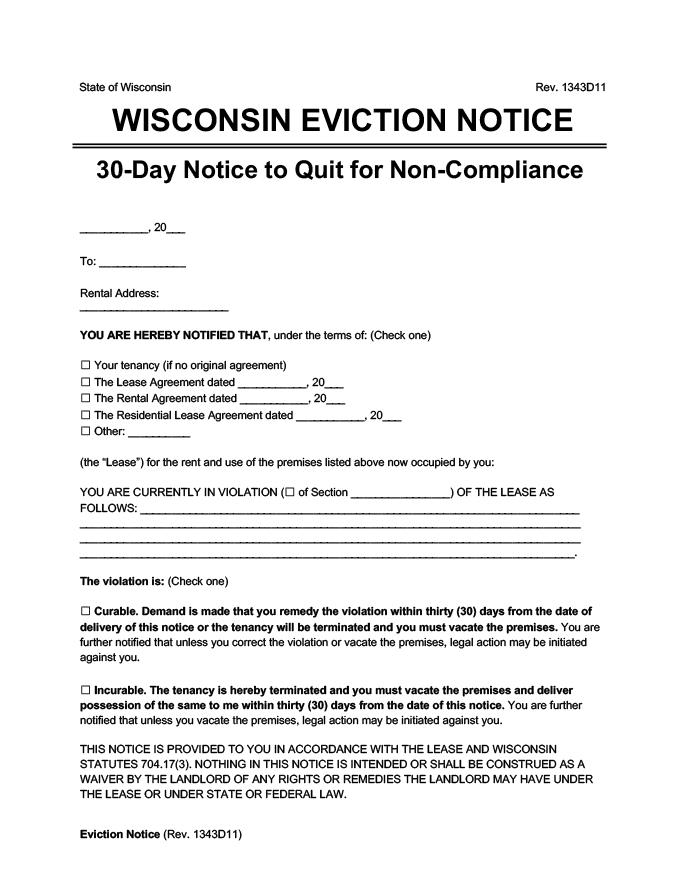 State of Wisconsin Rev. 1343D11
WISCONSIN EVICTION NOTICE
30-Day Notice to Quit for Non-Compliance
___________, 20___
To: ______________
Rental Address:
________________________
YOU ARE HEREBY NOTIFIED THAT, under the terms of: (Check one)
☐ Your tenancy (if no original agreement)
☐ The Lease Agreement dated ___________, 20___
☐ The Rental Agreement dated ___________, 20___
☐ The Residential Lease Agreement dated ___________, 20___
☐ Other: __________
(the “Lease”) for the rent and use of the premises listed above now occupied by you:
YOU ARE CURRENTLY IN VIOLATION (☐ of Section ________________) OF THE LEASE AS
FOLLOWS: _______________________________________________________________________
_________________________________________________________________________________
_________________________________________________________________________________
________________________________________________________________________________.
The violation is: (Check one)
☐ Curable. Demand is made that you remedy the violation within thirty (30) days from the date of
delivery of this notice or the tenancy will be terminated and you must vacate the premises. You are
further notified that unless you correct the violation or vacate the premises, legal action may be initiated
against you.
☐ Incurable. The tenancy is hereby terminated and you must vacate the premises and deliver
possession of the same to me within thirty (30) days from the date of this notice. You are further
notified that unless you vacate the premises, legal action may be initiated against you.
THIS NOTICE IS PROVIDED TO YOU IN ACCORDANCE WITH THE LEASE AND WISCONSIN
STATUTES 704.17(3). NOTHING IN THIS NOTICE IS INTENDED OR SHALL BE CONSTRUED AS A
WAIVER BY THE LANDLORD OF ANY RIGHTS OR REMEDIES THE LANDLORD MAY HAVE UNDER
THE LEASE OR UNDER STATE OR FEDERAL LAW.
Eviction Notice (Rev. 1343D11)